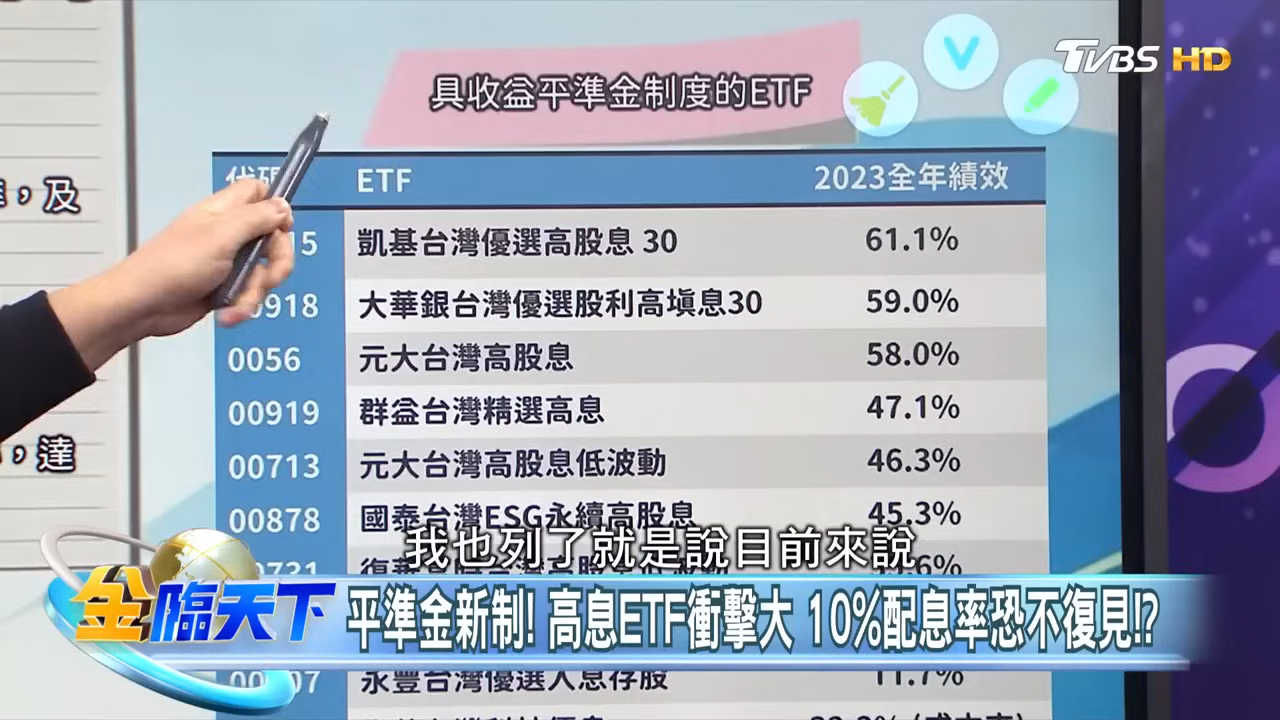 TVBS HD
具收益平準金制度的ETF
ETF 2023全年績效
，及
15 凱基台灣優選高股息 30 61.1%
0918 大華銀台灣優選股利高填息30 59.0%
0056 元大台灣高股息 58.0%
00919 群益台灣精選高息 47.1%
00713 元大台灣高股息低波動 46.3%
，達
00878 國泰台灣ESG永續高股息 45.3%
我也列了就是說目前來說
金臨天下
平準金新制! 高息ETF衝擊大 10%配息率恐不復見!?
07 永豐台灣優選入息存股 11.7%